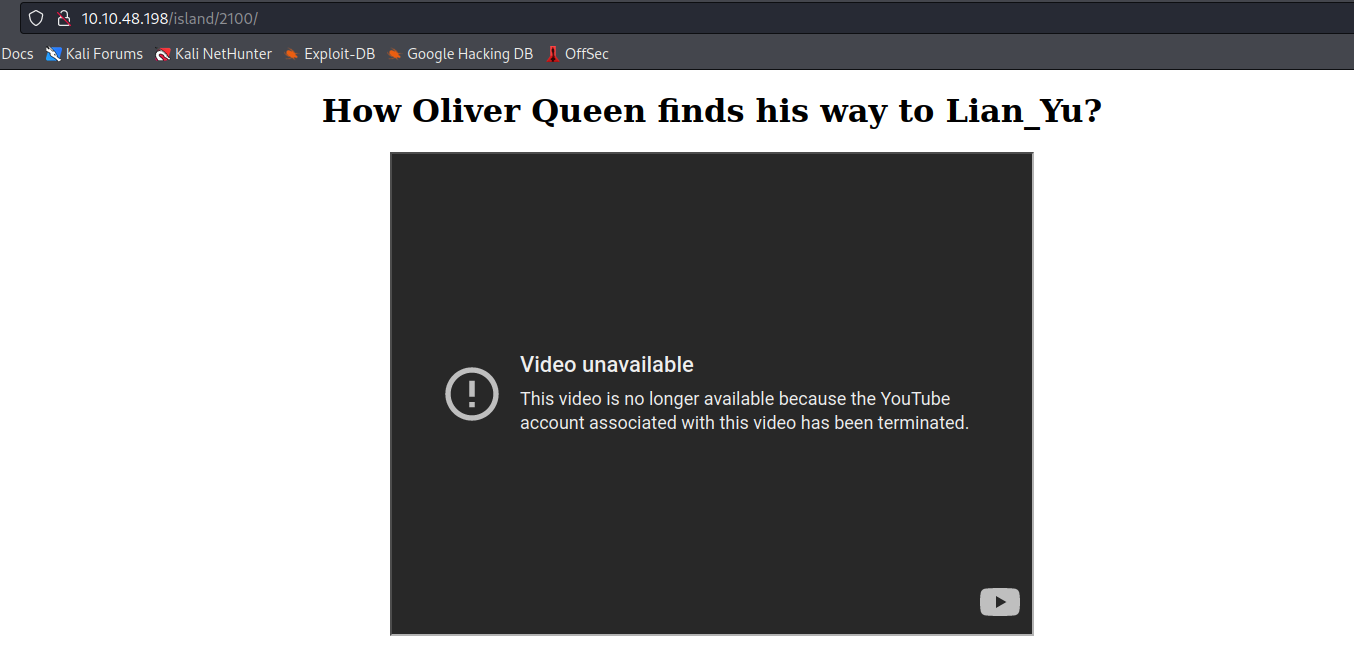 10.10.48.198/island/2100/
Docs Kali Forums Kali NetHunter Exploit-DB Google Hacking DB OffSec
How Oliver Queen finds his way to Lian_Yu?
Video unavailable
This video is no longer available because the YouTube
account associated with this video has been terminated.